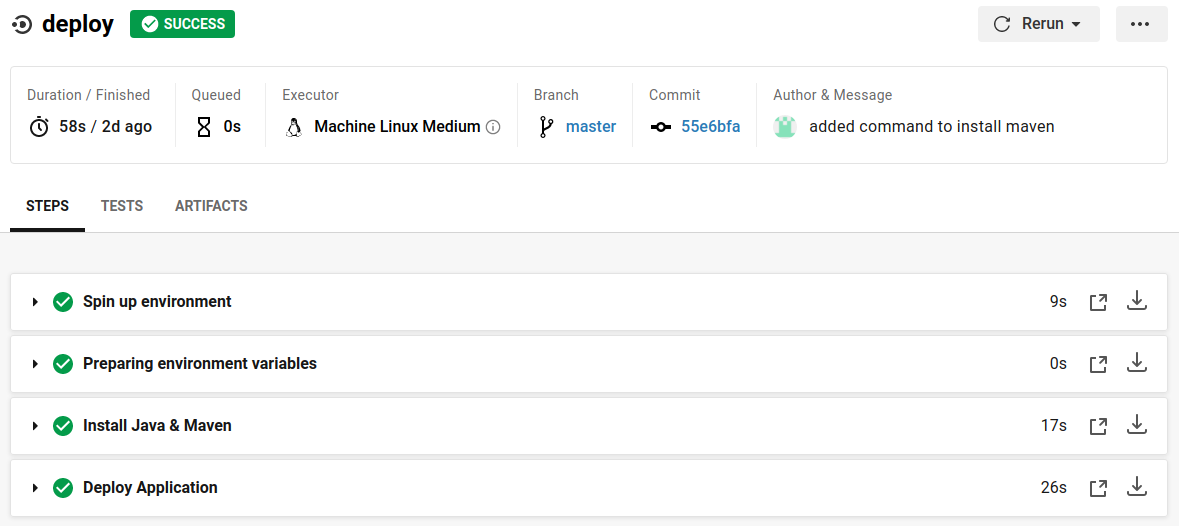 deploy SUCCESS Rerun
Duration / Finished Queued Executor Branch Commit Author & Message
58s / 2d ago 0s Machine Linux Medium master 55e6bfa added command to install maven
STEPS TESTS ARTIFACTS
Spin up environment 9s
Preparing environment variables 0s
Install Java & Maven 17s
Deploy Application 26s